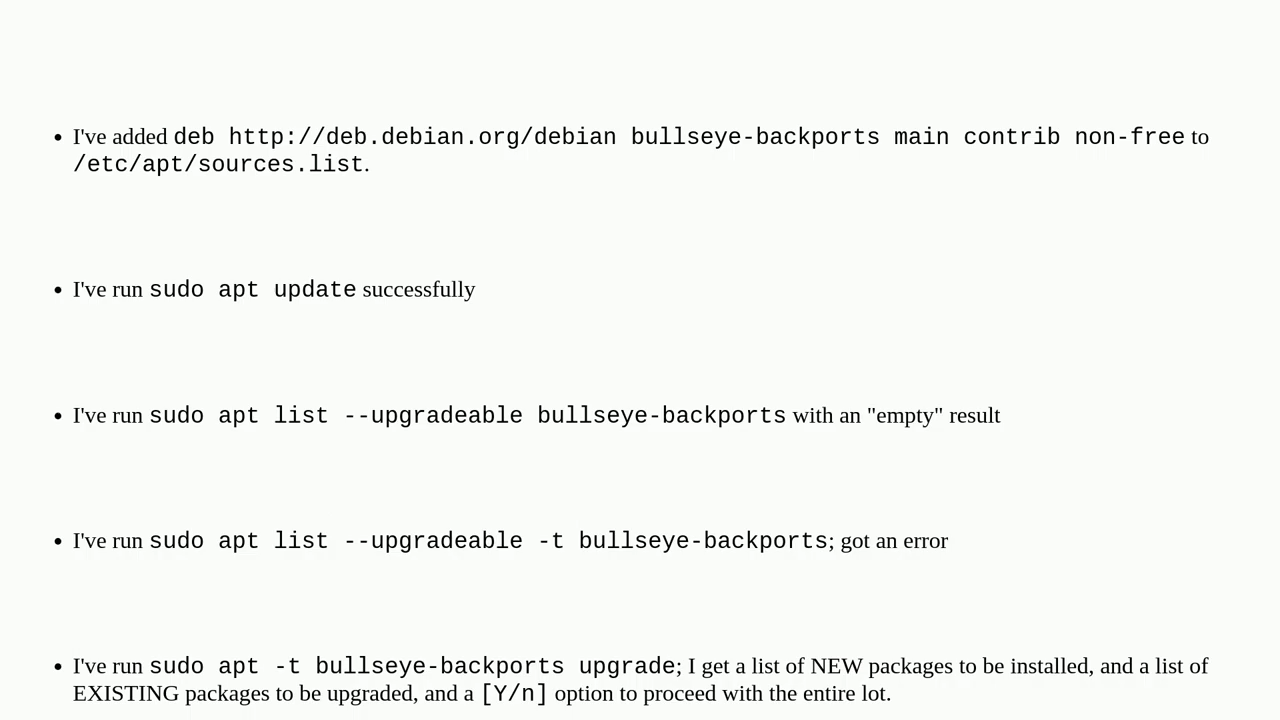 • I've added deb http://deb.debian.org/debian bullseye-backports main contrib non-free to
/etc/apt/sources.list.
• I've run sudo apt update successfully
• I've run sudo apt list --upgradeable bullseye-backports with an "empty" result
• I've run sudo apt list --upgradeable -t bullseye-backports; got an error
• I've run sudo apt -t bullseye-backports upgrade; I get a list of NEW packages to be installed, and a list of
EXISTING packages to be upgraded, and a [Y/n] option to proceed with the entire lot.